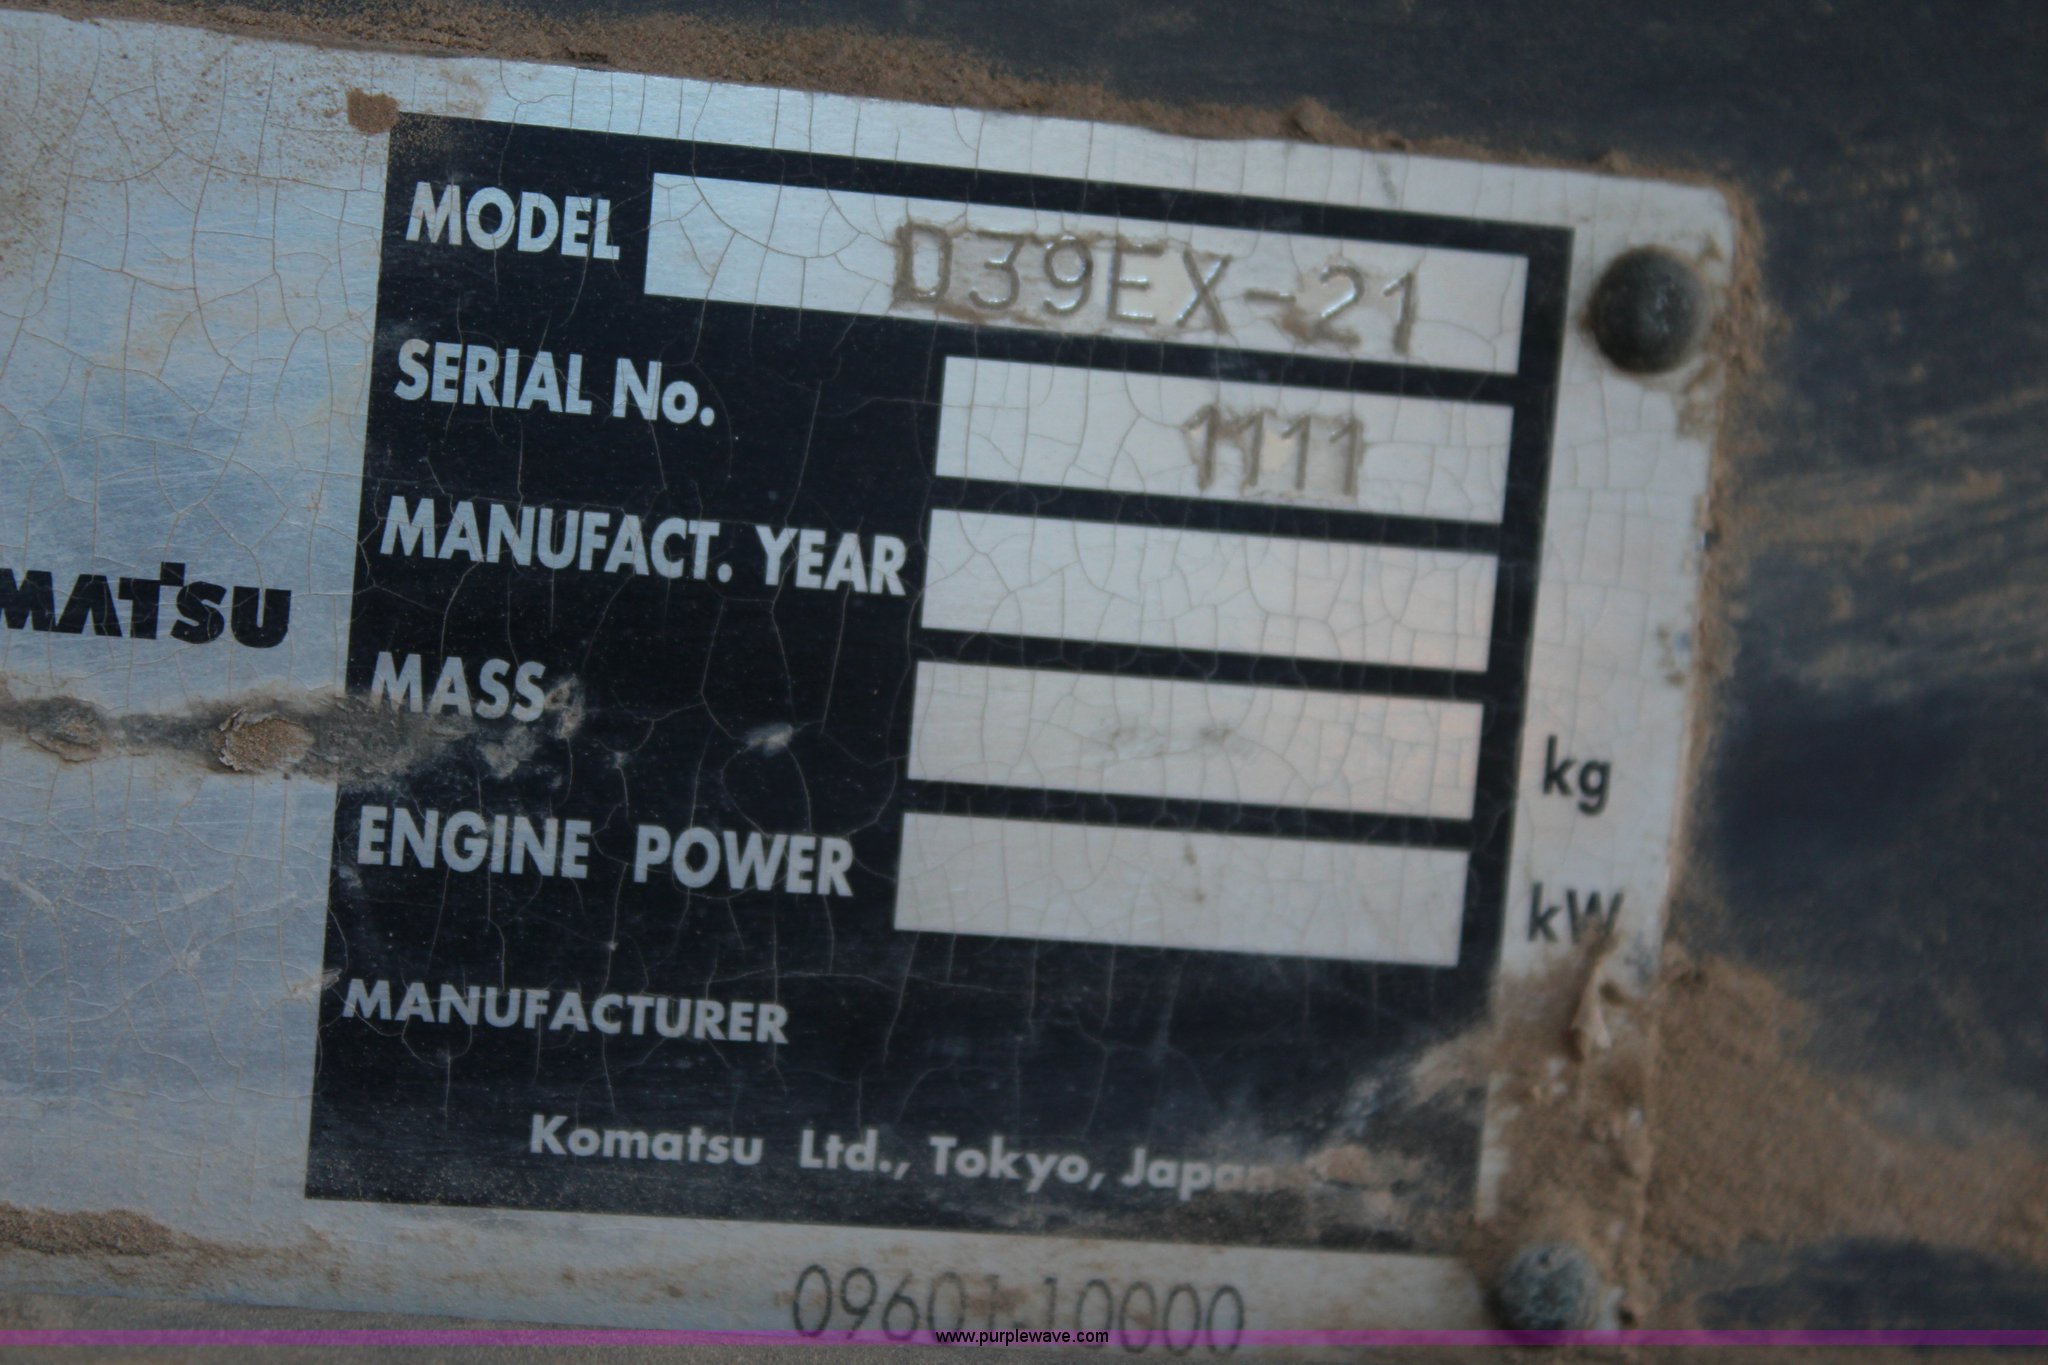 MODEL D39EX-21
SERIAL No. 1111
MANUFACT. YEAR
MATSU
MASS
kg
ENGINE POWER
kW
MANUFACTURER
Komatsu Ltd., Tokyo, Japan
09601-10000
www.purplewave.com